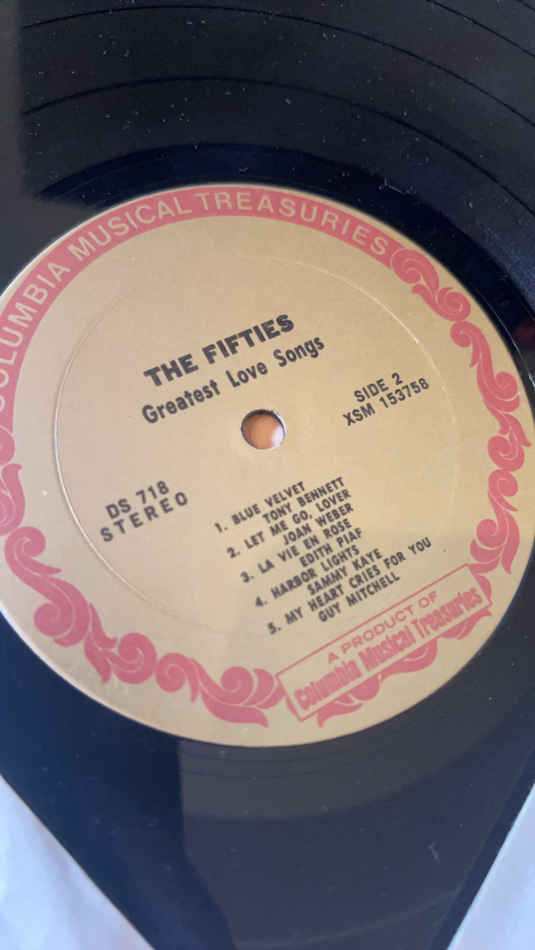 COLUMBIA MUSICAL TREASURIES
THE FIFTIES
Greatest Love Songs
SIDE 2
XSM 153758
DS 718
STEREO
1. BLUE VELVET
TONY BENNETT
2. LET ME GO, LOVER
JOAN WEBER
3. LA VIE EN ROSE
EDITH PIAF
4. HARBOR LIGHTS
SAMMY KAYE
5. MY HEART CRIES FOR YOU
GUY MITCHELL
A PRODUCT OF
Columbia Musical Treasuries